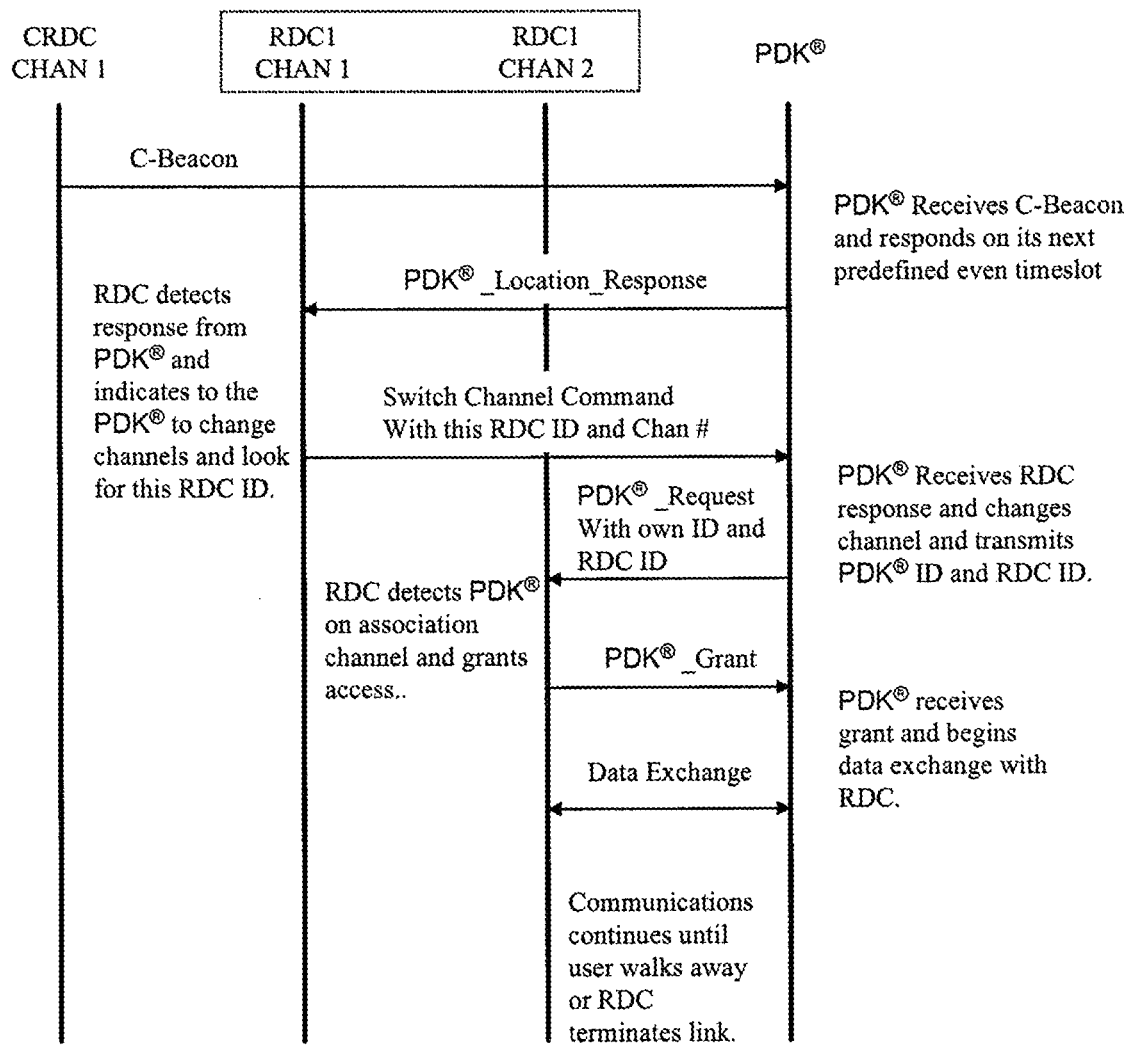 CRDC
CHAN 1
RDC1
CHAN 1
RDC1
CHAN 2
PDK®
C-Beacon
PDK® Receives C-Beacon
and responds on its next
predefined even timeslot
PDK® _Location_Response
RDC detects
response from
PDK® and
indicates to the
PDK® to change
channels and look
for this RDC ID.
Switch Channel Command
With this RDC ID and Chan #
PDK® Receives RDC
response and changes
channel and transmits
PDK® ID and RDC ID.
PDK® _Request
With own ID and
RDC ID
RDC detects PDK®
on association
channel and grants
access..
PDK® _Grant
PDK® receives
grant and begins
data exchange with
RDC.
Data Exchange
Communications
continues until
user walks away
or RDC
terminates link.